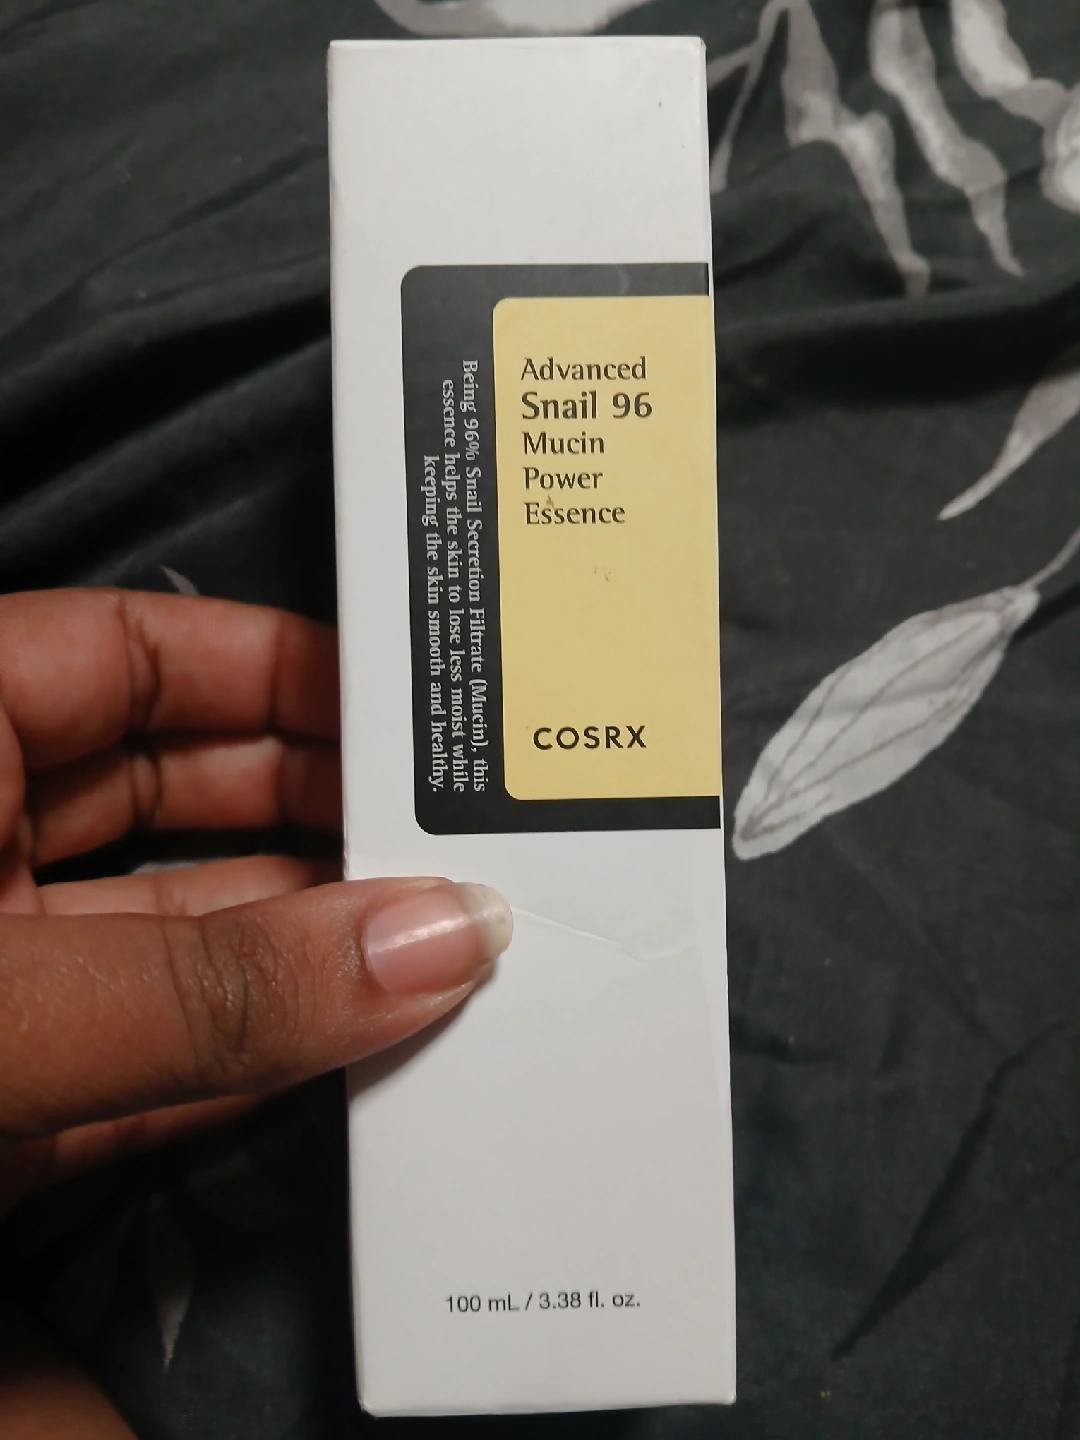 Advanced
Snail 96
Mucin
Power
Essence
COSRX
Being 96% Snail Secretion Filtrate (Mucin), this
essence helps the skin to lose less moist while
keeping the skin smooth and healthy.
100 mL / 3.38 fl. oz.